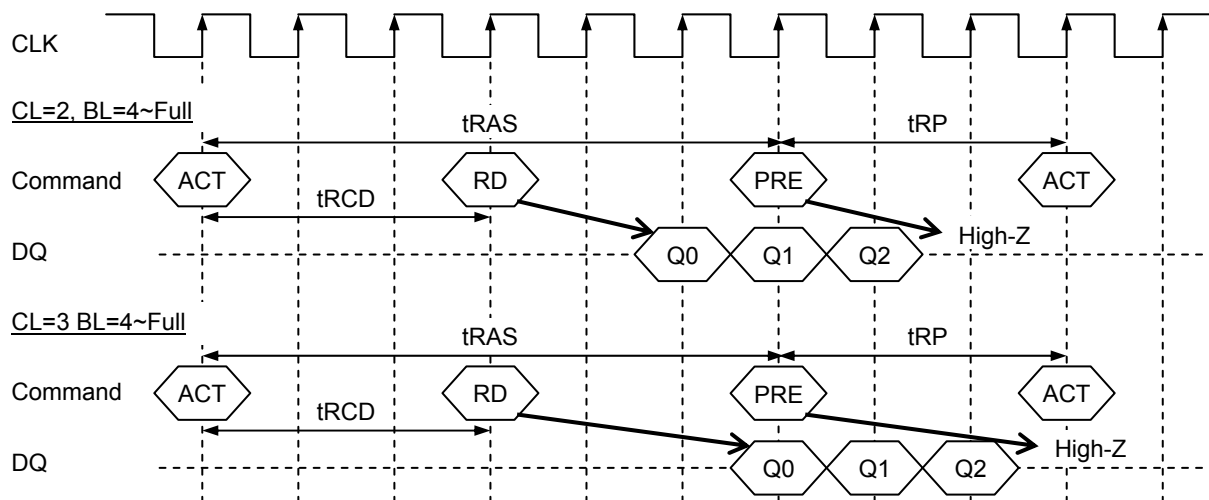 CLK
CL=2, BL=4~Full
tRAS tRP
Command ACT RD PRE ACT
tRCD
High-Z
DQ Q0 Q1 Q2
CL=3 BL=4~Full
tRAS tRP
Command ACT RD PRE ACT
tRCD
High-Z
DQ Q0 Q1 Q2